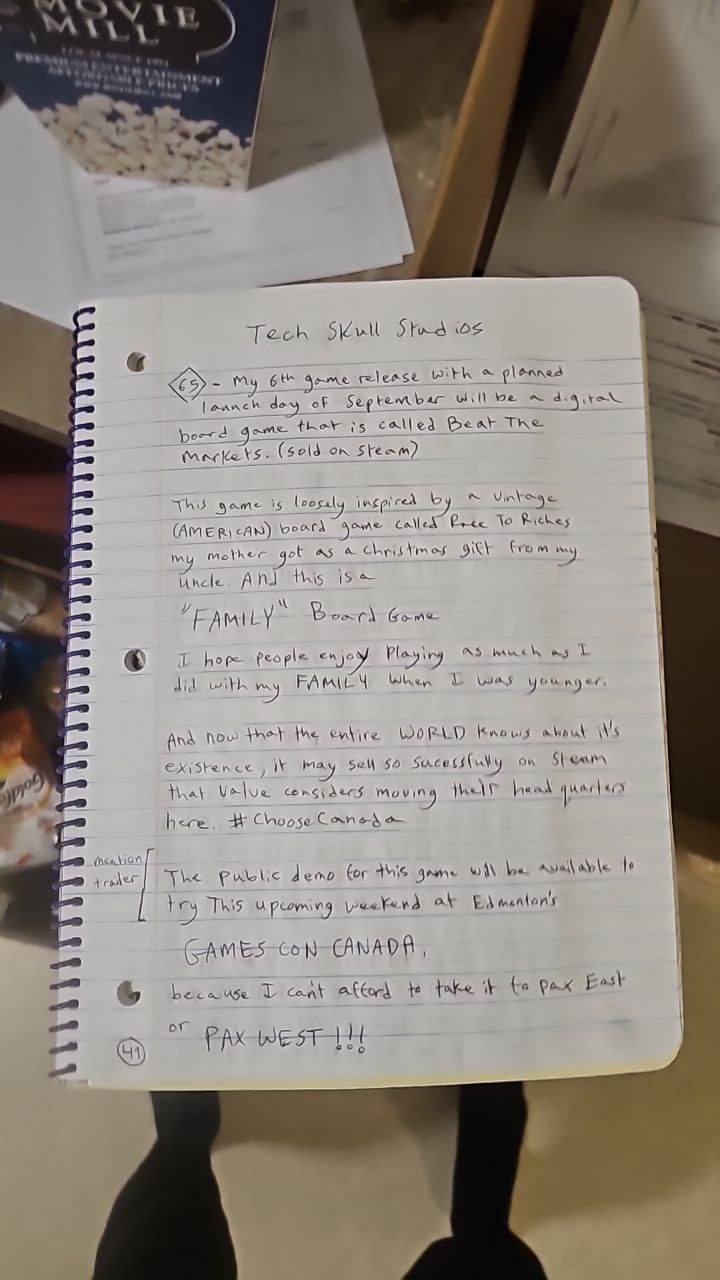 MOVIE
MILL
PREMIUM ENTERTAINMENT
AFFORDABLE PRICES
Goldfis
Tech Skull Studios
65 - My 6th game release with a planned
launch day of September will be a digital
board game that is called Beat The
Markets. (sold on Steam)
This game is loosely inspired by a vintage
(AMERICAN) board game called Race To Riches
my mother got as a Christmas gift from my
uncle. And this is a
"FAMILY" Board Game
I hope people enjoy Playing as much as I
did with my FAMILY when I was younger.
And now that the entire WORLD knows about it's
existence, it may sell so sucessfully on Steam
that Valve considers moving their head quarters
here. #ChooseCanada
mention
trailer
The public demo for this game will be available to
try This upcoming weekend at Edmonton's
GAMES CON CANADA,
because I can't afford to take it to pax East
or PAX WEST !!!
41